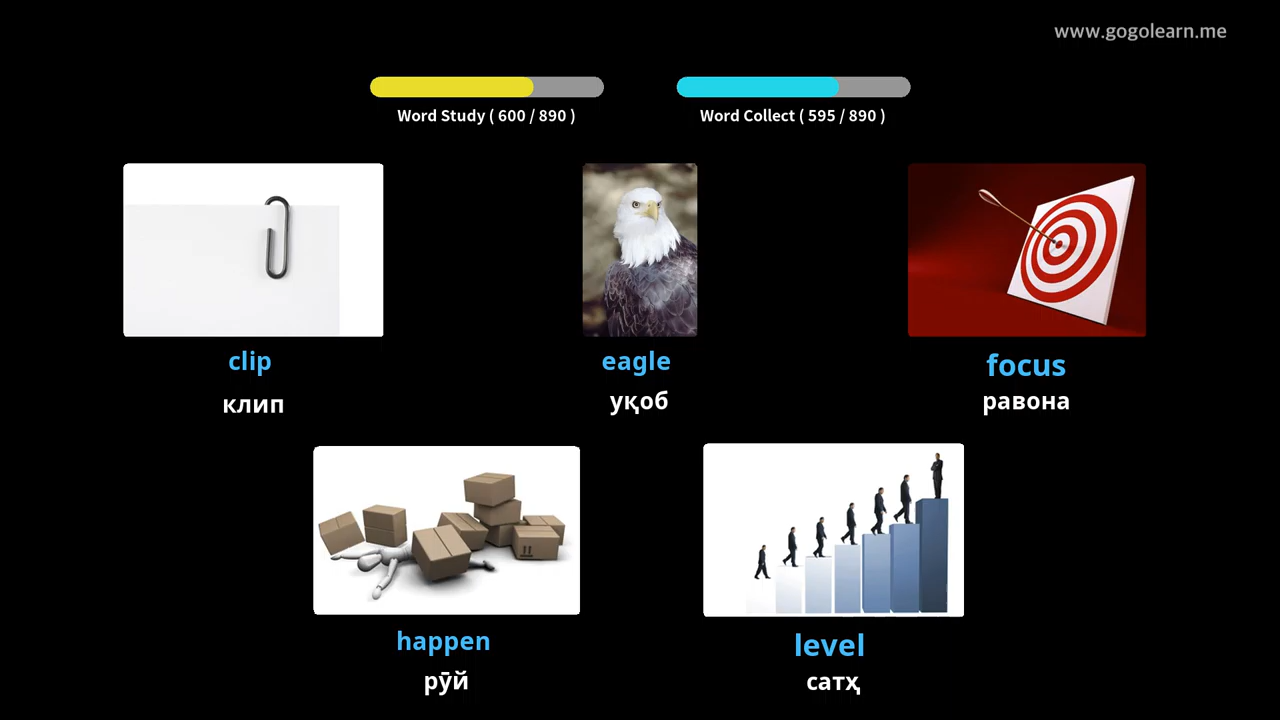 www.gogolearn.me
Word Study ( 600 / 890 )
Word Collect ( 595 / 890 )
clip
eagle
focus
клип
уқоб
равона
happen
level
рӯй
сатҳ